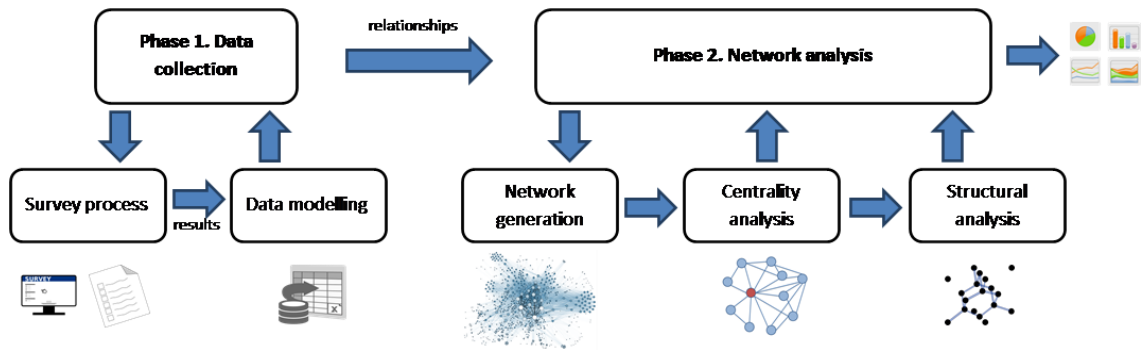 relationships
Phase 1. Data
collection
Phase 2. Network analysis
Survey process
results
Data modelling
Network
generation
Centrality
analysis
Structural
analysis
SURVEY
X